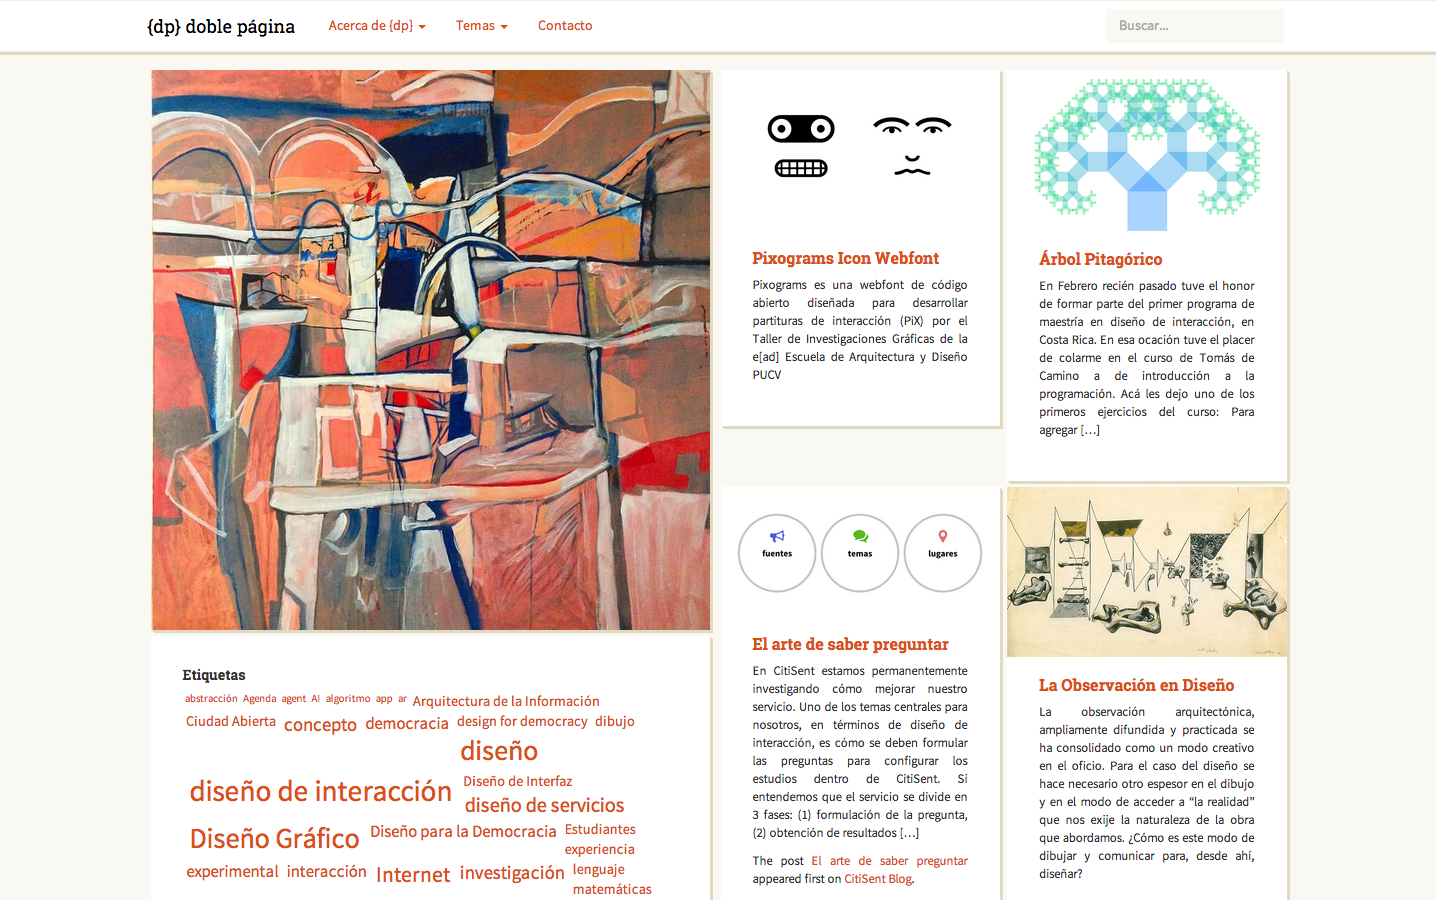 {dp} doble página
Acerca de {dp}
Temas
Contacto
Buscar...
Pixograms Icon Webfont
Pixograms es una webfont de código
abierto diseñada para desarrollar
partituras de interacción (PiX) por el
Taller de Investigaciones Gráficas de la
e[ad] Escuela de Arquitectura y Diseño
PUCV
Árbol Pitagórico
En Febrero recién pasado tuve el honor
de formar parte del primer programa de
maestría en diseño de interacción, en
Costa Rica. En esa ocación tuve el placer
de colarme en el curso de Tomás de
Camino a de introducción a la
programación. Acá les dejo uno de los
primeros ejercicios del curso: Para
agregar […]
fuentes
temas
lugares
El arte de saber preguntar
En CitiSent estamos permanentemente
investigando cómo mejorar nuestro
servicio. Uno de los temas centrales para
nosotros, en términos de diseño de
interacción, es cómo se deben formular
las preguntas para configurar los
estudios dentro de CitiSent. Si
entendemos que el servicio se divide en
3 fases: (1) formulación de la pregunta,
(2) obtención de resultados […]
The post El arte de saber preguntar
appeared first on CitiSent Blog.
La Observación en Diseño
La observación arquitectónica,
ampliamente difundida y practicada se
ha consolidado como un modo creativo
en el oficio. Para el caso del diseño se
hace necesario otro espesor en el dibujo
y en el modo de acceder a “la realidad”
que nos exije la naturaleza de la obra
que abordamos. ¿Cómo es este modo de
dibujar y comunicar para, desde ahí,
diseñar?
Etiquetas
abstracción Agenda agent AI algoritmo app ar Arquitectura de la Información
Ciudad Abierta concepto democracia design for democracy dibujo
diseño
diseño de interacción Diseño de Interfaz
diseño de servicios
Diseño Gráfico Diseño para la Democracia Estudiantes
experiencia
experimental interacción Internet investigación lenguaje
matemáticas